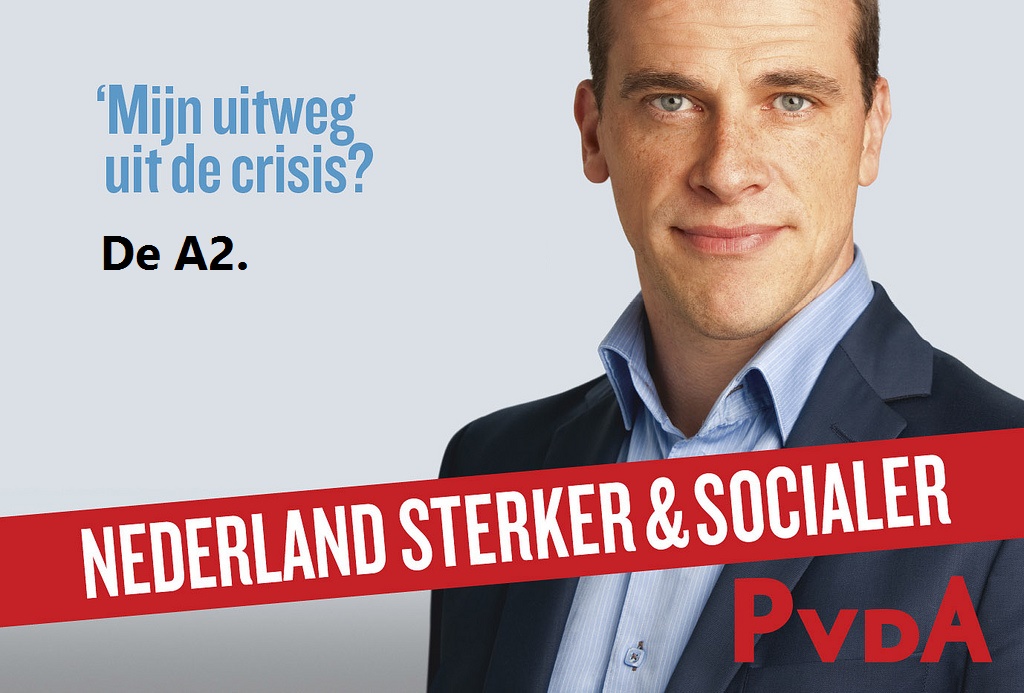 ‘Mijn uitweg
uit de crisis?
De A2.
NEDERLAND STERKER & SOCIALER
PvdA